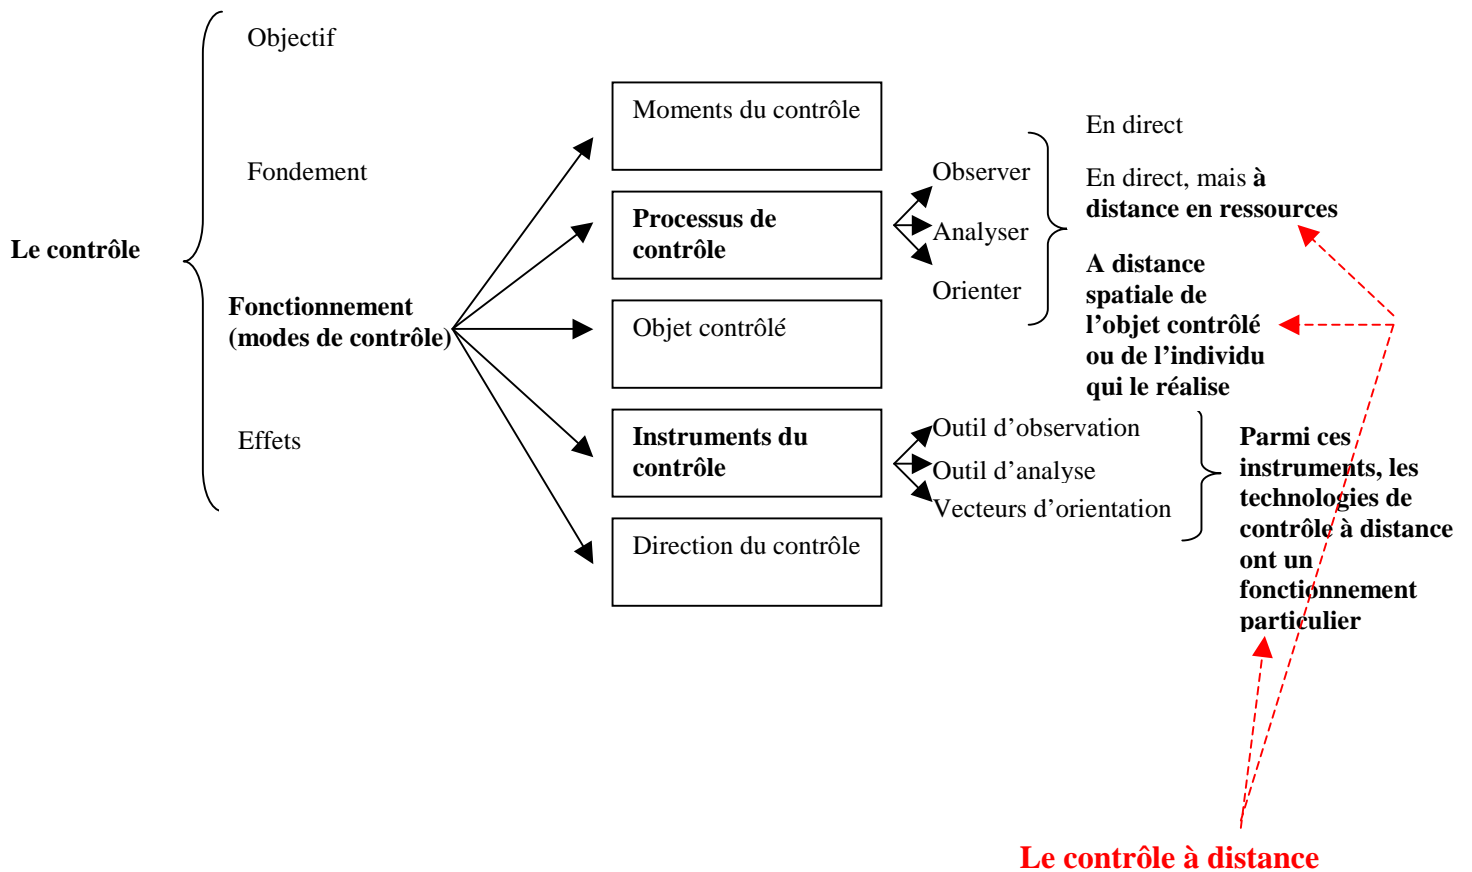 Le contrôle
Objectif
Fondement
Fonctionnement
(modes de contrôle)
Effets
Moments du contrôle
Processus de
contrôle
Objet contrôlé
Instruments du
contrôle
Direction du contrôle
Observer
Analyser
Orienter
En direct
En direct, mais à
distance en ressources
A distance
spatiale de
l’objet contrôlé
ou de l’individu
qui le réalise
Outil d’observation
Outil d’analyse
Vecteurs d’orientation
Parmi ces
instruments, les
technologies de
contrôle à distance
ont un
fonctionnement
particulier
Le contrôle à distance